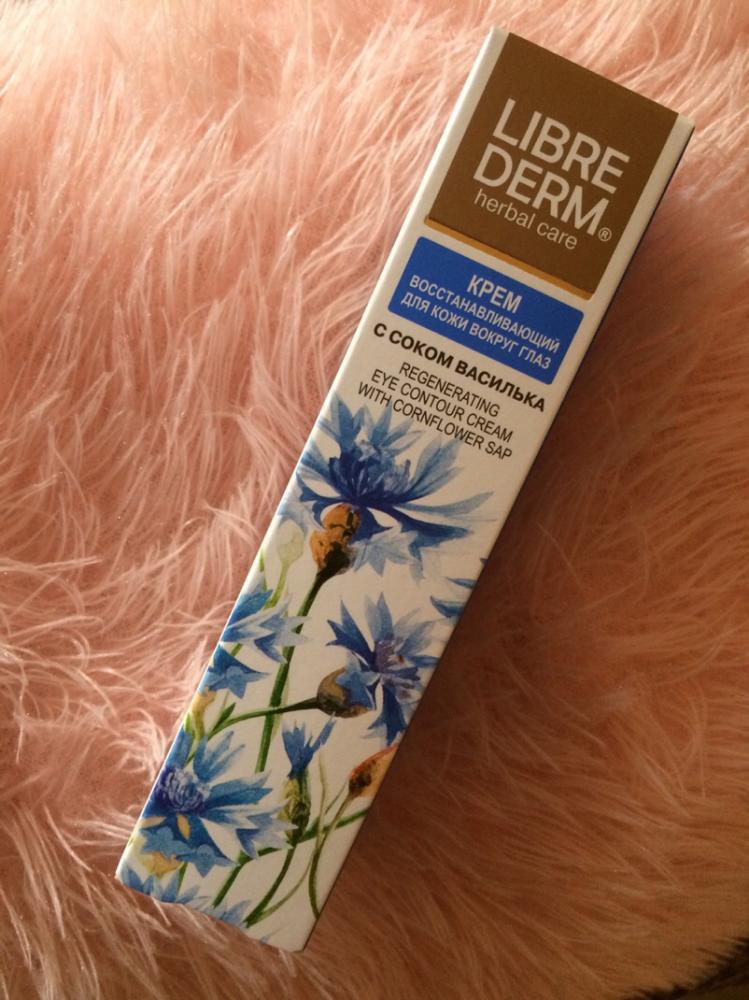 LIBRE
DERM®
herbal care
КРЕМ
ВОССТАНАВЛИВАЮЩИЙ
ДЛЯ КОЖИ ВОКРУГ ГЛАЗ
С СОКОМ ВАСИЛЬКА
REGENERATING
EYE CONTOUR CREAM
WITH CORNFLOWER SAP